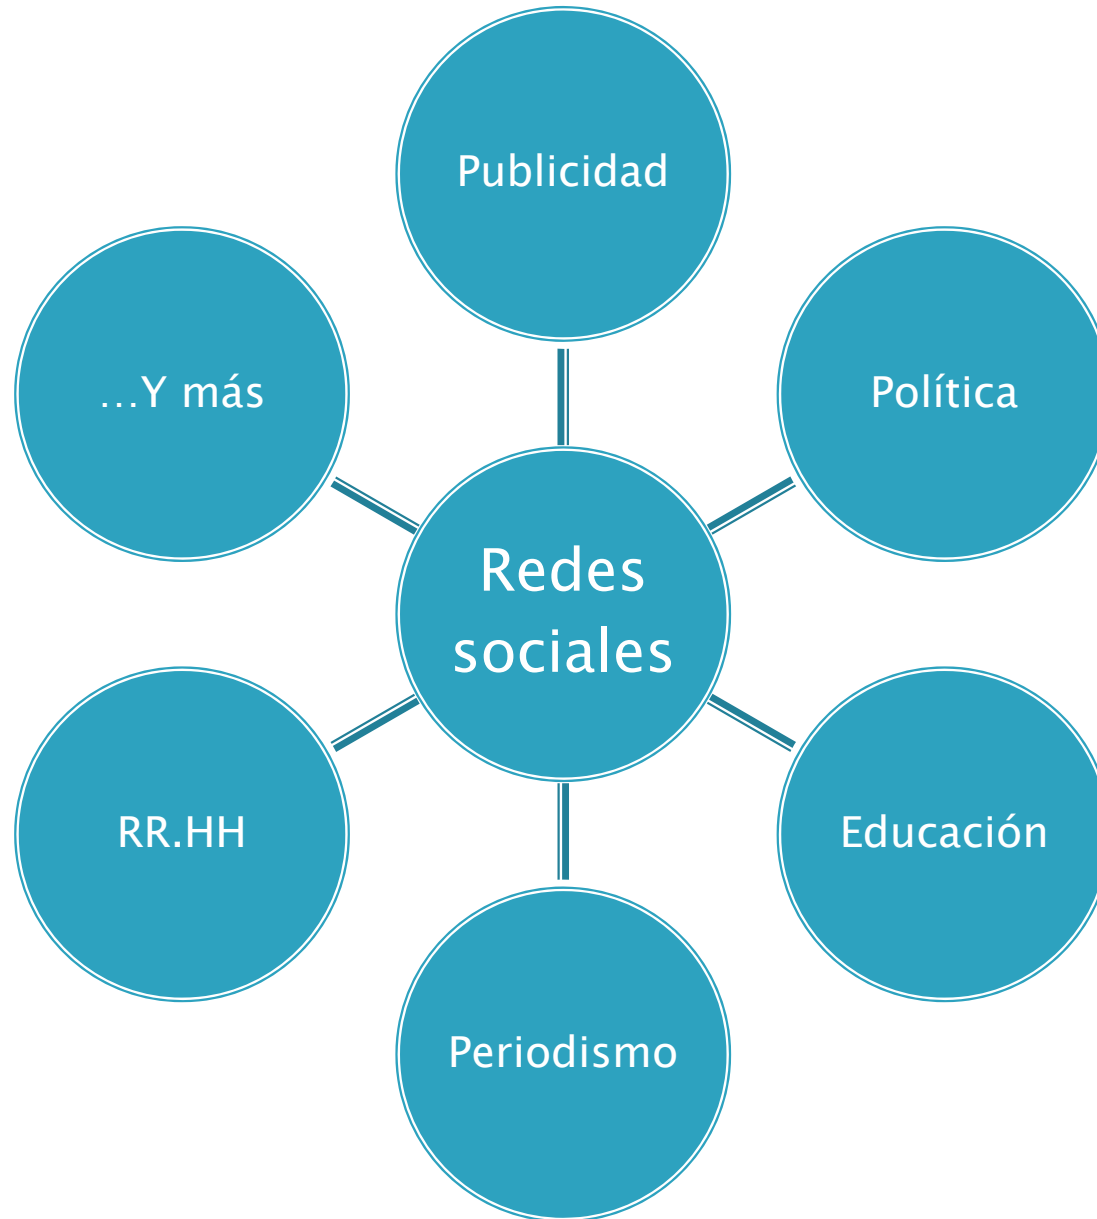 Publicidad
…Y más
Política
Redes
sociales
RR.HH
Educación
Periodismo